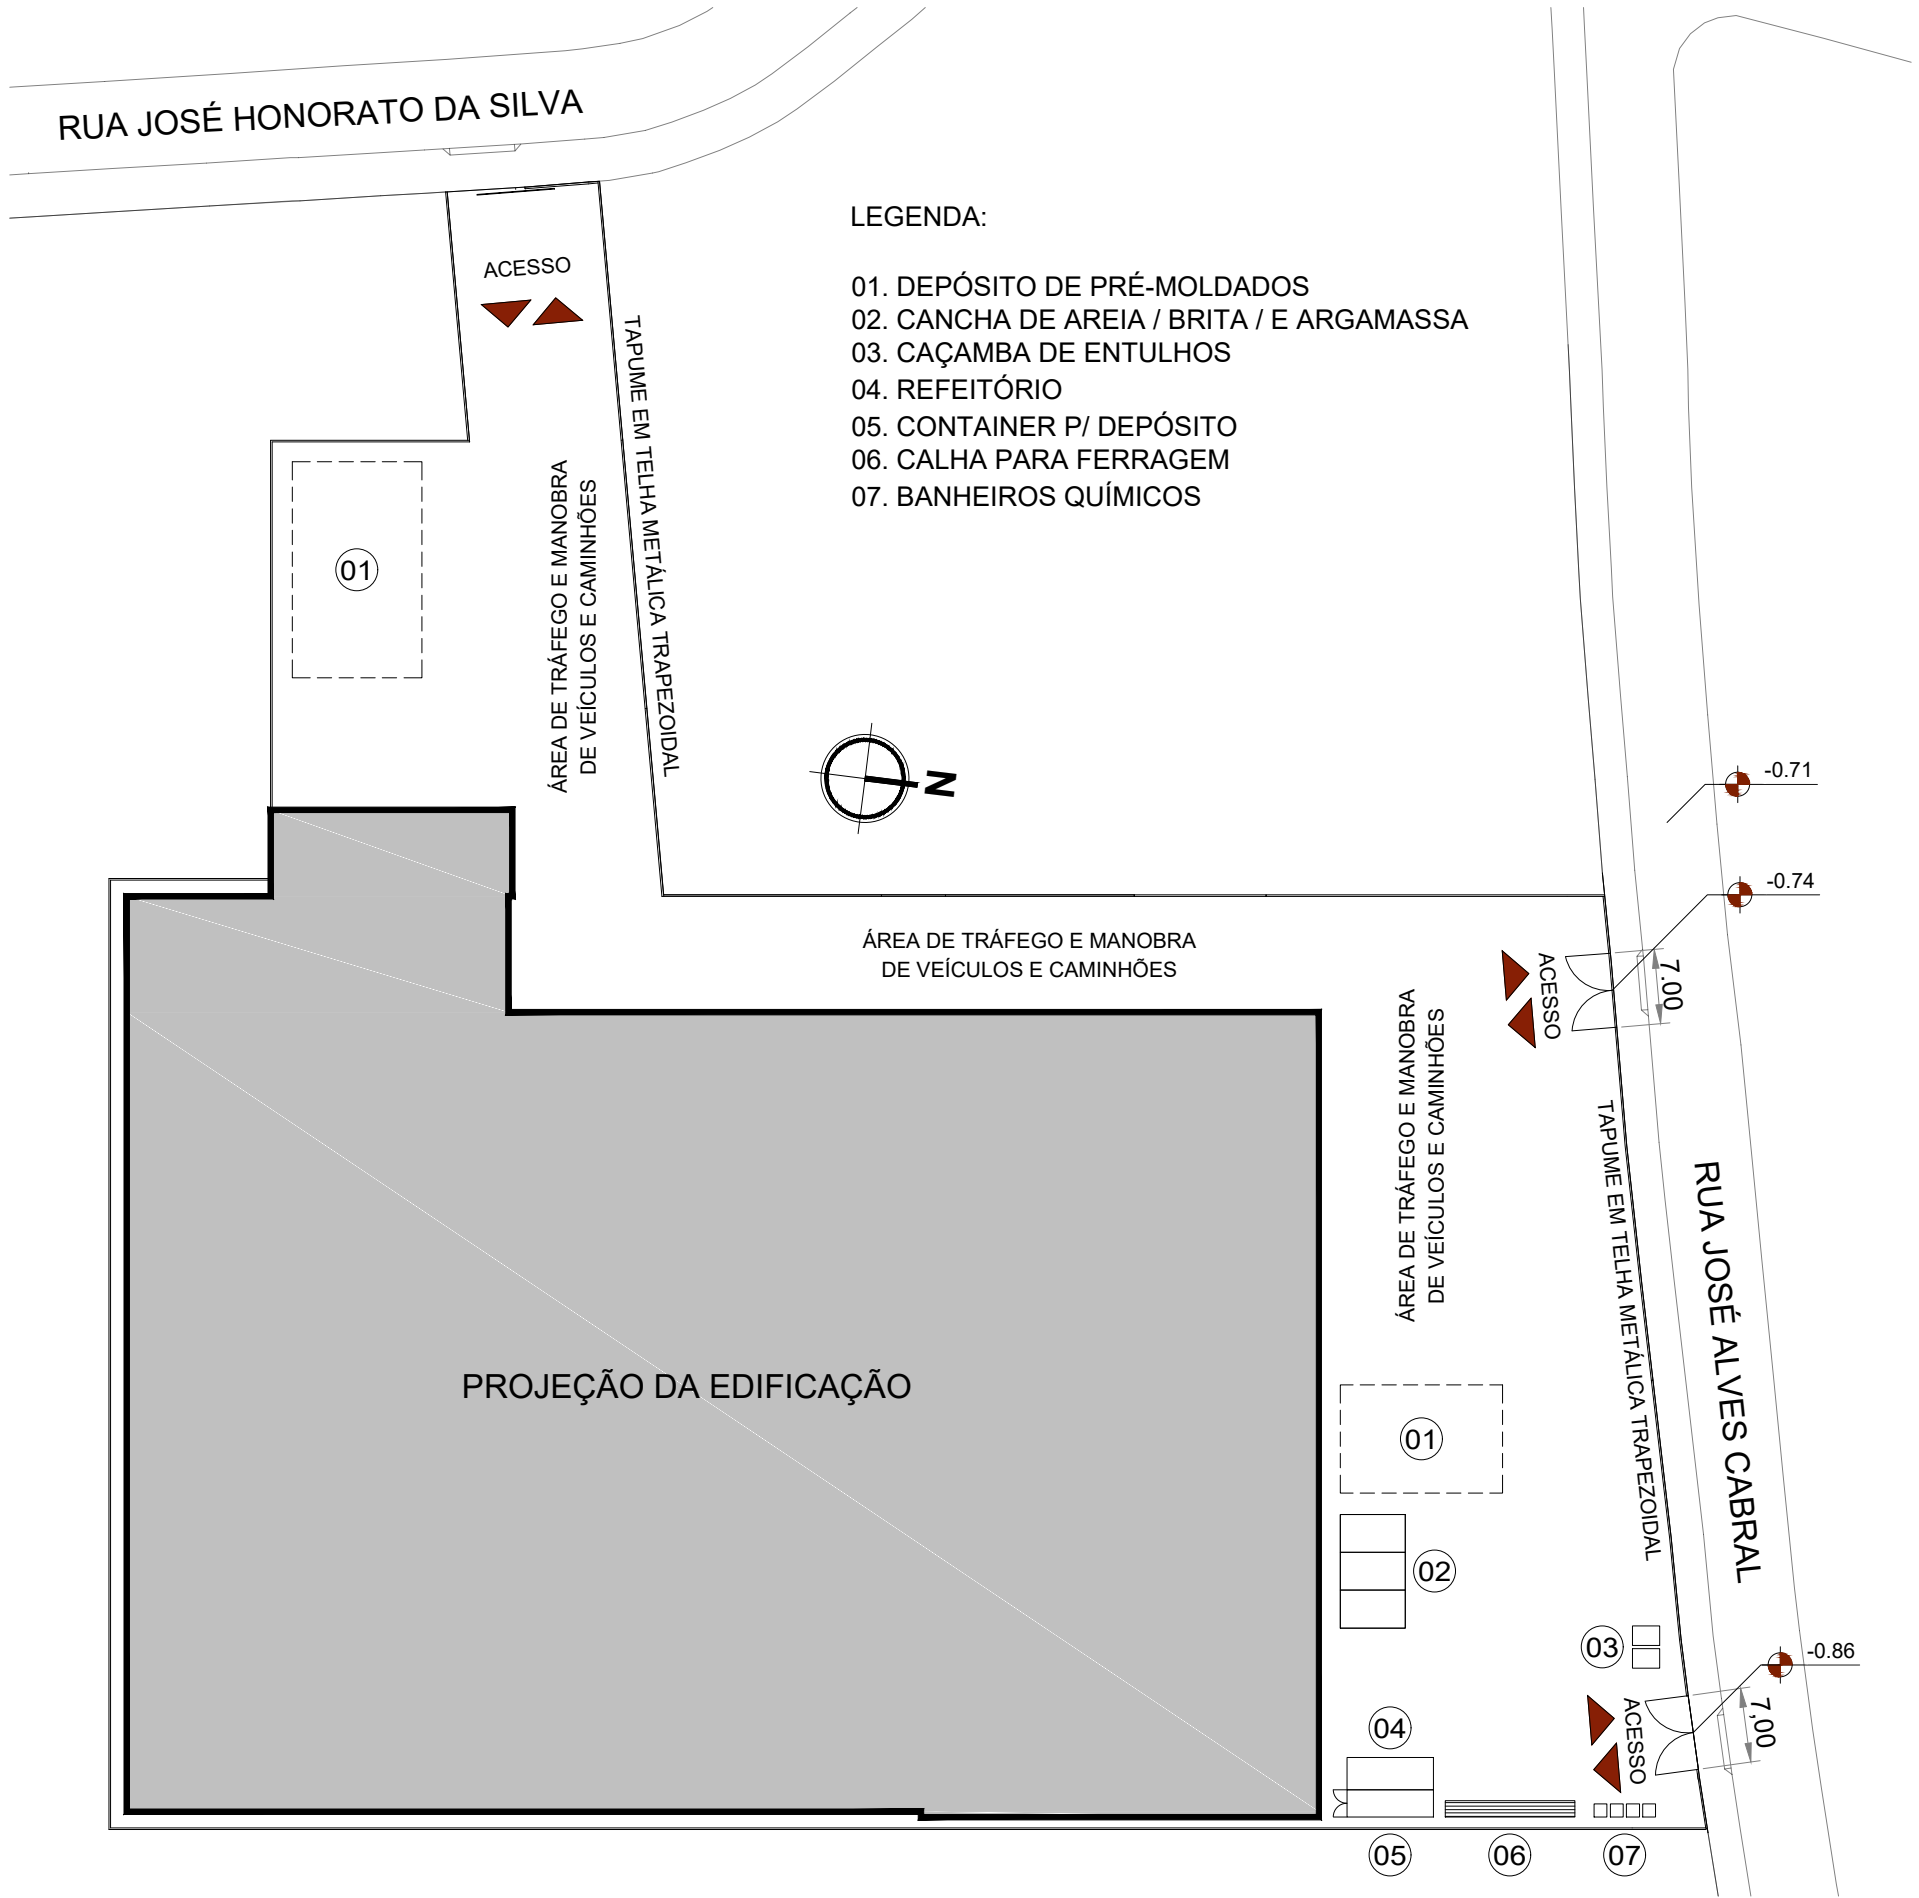 RUA JOSÉ HONORATO DA SILVA
LEGENDA:
01. DEPÓSITO DE PRÉ-MOLDADOS
02. CANCHA DE AREIA / BRITA / E ARGAMASSA
03. CAÇAMBA DE ENTULHOS
04. REFEITÓRIO
05. CONTAINER P/ DEPÓSITO
06. CALHA PARA FERRAGEM
07. BANHEIROS QUÍMICOS
ACESSO
TAPUME EM TELHA METÁLICA TRAPEZOIDAL
ÁREA DE TRÁFEGO E MANOBRA
DE VEÍCULOS E CAMINHÕES
01
N
-0.71
-0.74
ÁREA DE TRÁFEGO E MANOBRA
DE VEÍCULOS E CAMINHÕES
ACESSO
7.00
ÁREA DE TRÁFEGO E MANOBRA
DE VEÍCULOS E CAMINHÕES
TAPUME EM TELHA METÁLICA TRAPEZOIDAL
RUA JOSÉ ALVES CABRAL
PROJEÇÃO DA EDIFICAÇÃO
01
02
03
-0.86
04
ACESSO
7,00
05
06
07